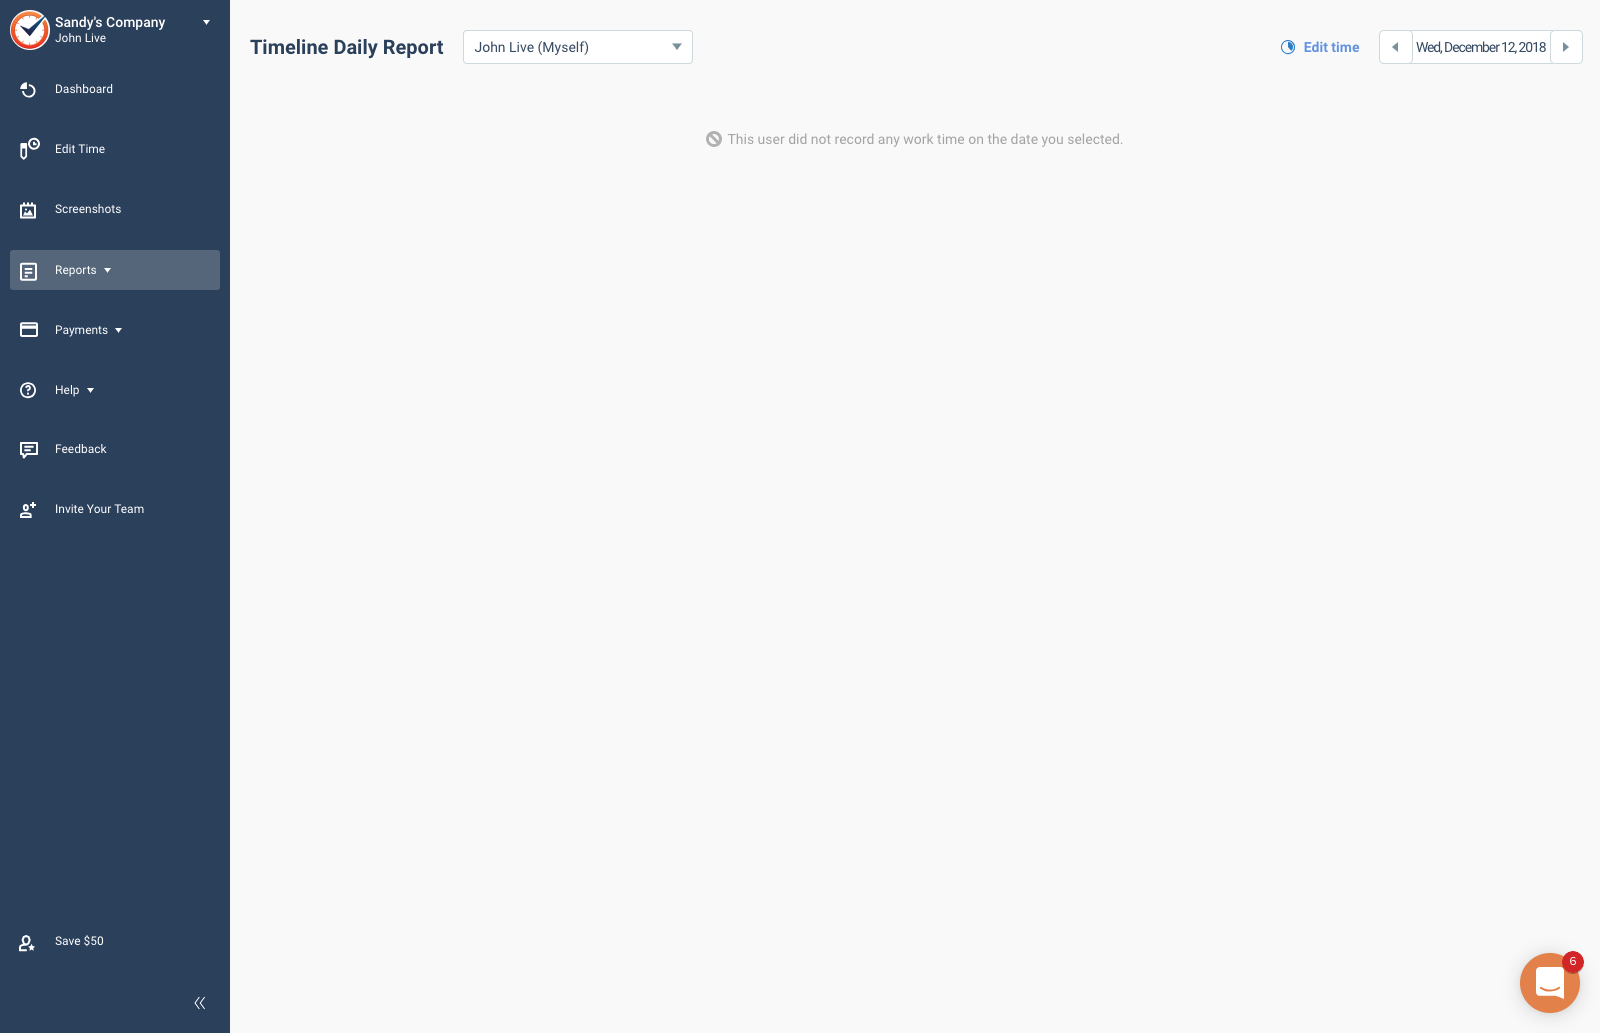 Sandy's Company
John Live
Dashboard
Edit Time
Screenshots
Reports
Payments
Help
Feedback
Invite Your Team
Save $50
Timeline Daily Report
John Live (Myself)
Edit time
Wed, December 12, 2018
This user did not record any work time on the date you selected.
6